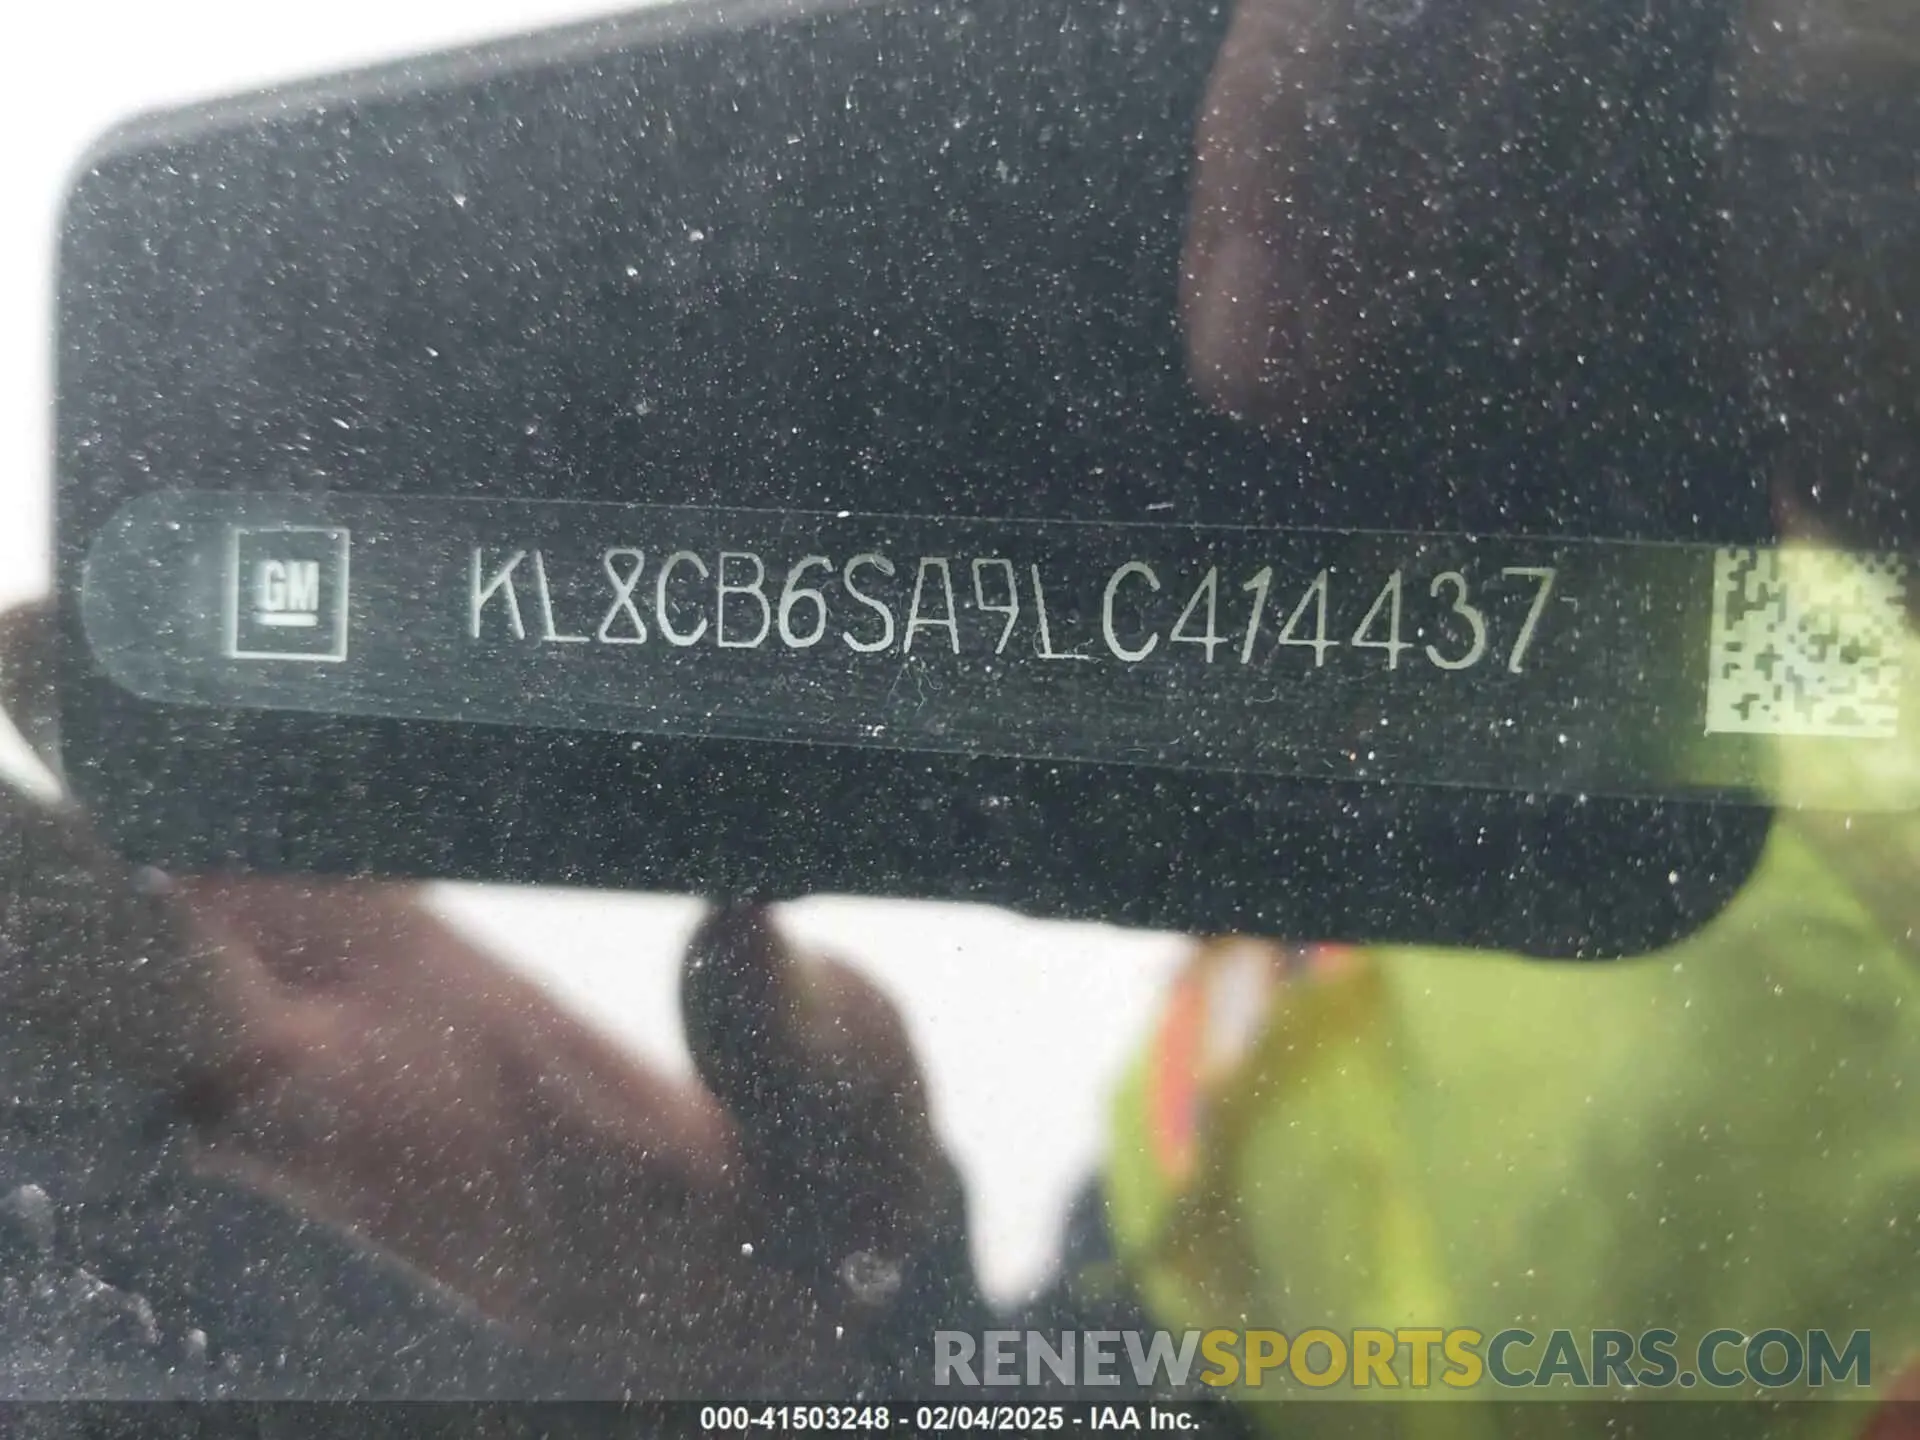 GM KL8CB6SA9LC414437
RENEWSPORTSCARS.COM
000-41503248 - 02/04/2025 - IAA Inc.